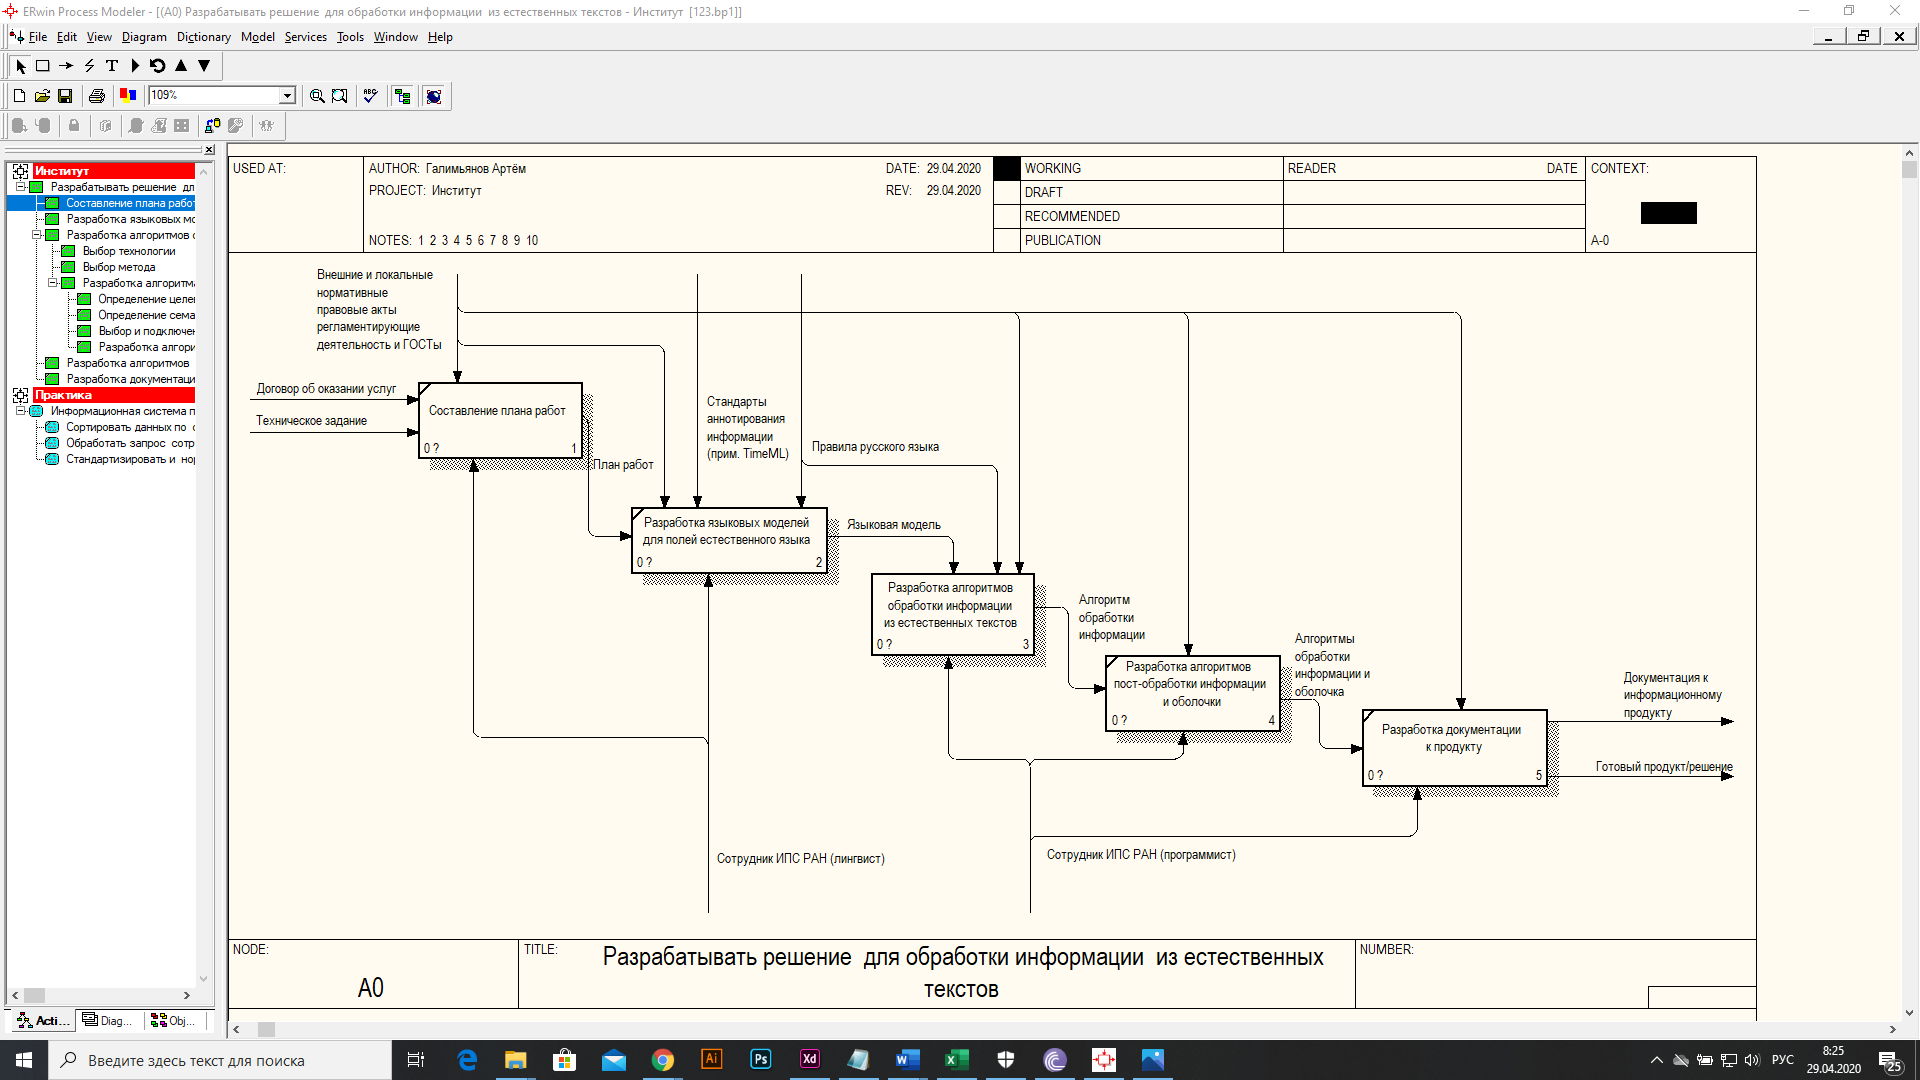 ERwin Process Modeler - [(A0) Разрабатывать решение для обработки информации из естественных текстов - Институт [123.bp1]]
File Edit View Diagram Dictionary Model Services Tools Window Help
109%
Институт
Разрабатывать решение дл
Составление плана работ
Разработка языковых мо
Разработка алгоритмов о
Выбор технологии
Выбор метода
Разработка алгоритма
Определение целе
Определение сема
Выбор и подключен
Разработка алгори
Разработка алгоритмов
Разработка документаци
Практика
Информационная система п
Сортировать данные по с
Обработать запрос сотр
Стандартизировать и нор
Acti... Diag... Obj...
USED AT:
AUTHOR: Галимьянов Артём
DATE: 29.04.2020
PROJECT: Институт
REV: 29.04.2020
NOTES: 1 2 3 4 5 6 7 8 9 10
WORKING
DRAFT
RECOMMENDED
PUBLICATION
READER DATE
CONTEXT:
A-0
Внешние и локальные
нормативные
правовые акты
регламентирующие
деятельность и ГОСТы
Договор об оказании услуг
Техническое задание
Составление плана работ
0 ? 1
План работ
Стандарты
аннотирования
информации
(прим. TimeML)
Правила русского языка
Разработка языковых моделей
для полей естественного языка
0 ? 2
Языковая модель
Разработка алгоритмов
обработки информации
из естественных текстов
0 ? 3
Алгоритм
обработки
информации
Разработка алгоритмов
пост-обработки информации
и оболочки
0 ? 4
Алгоритмы
обработки
информации и
оболочка
Разработка документации
к продукту
0 ? 5
Документация к
информационному
продукту
Готовый продукт/решение
Сотрудник ИПС РАН (лингвист)
Сотрудник ИПС РАН (программист)
NODE:
A0
TITLE:
Разрабатывать решение для обработки информации из естественных
текстов
NUMBER:
Введите здесь текст для поиска
Ai
Ps
Xd
РУС
8:25
29.04.2020
25